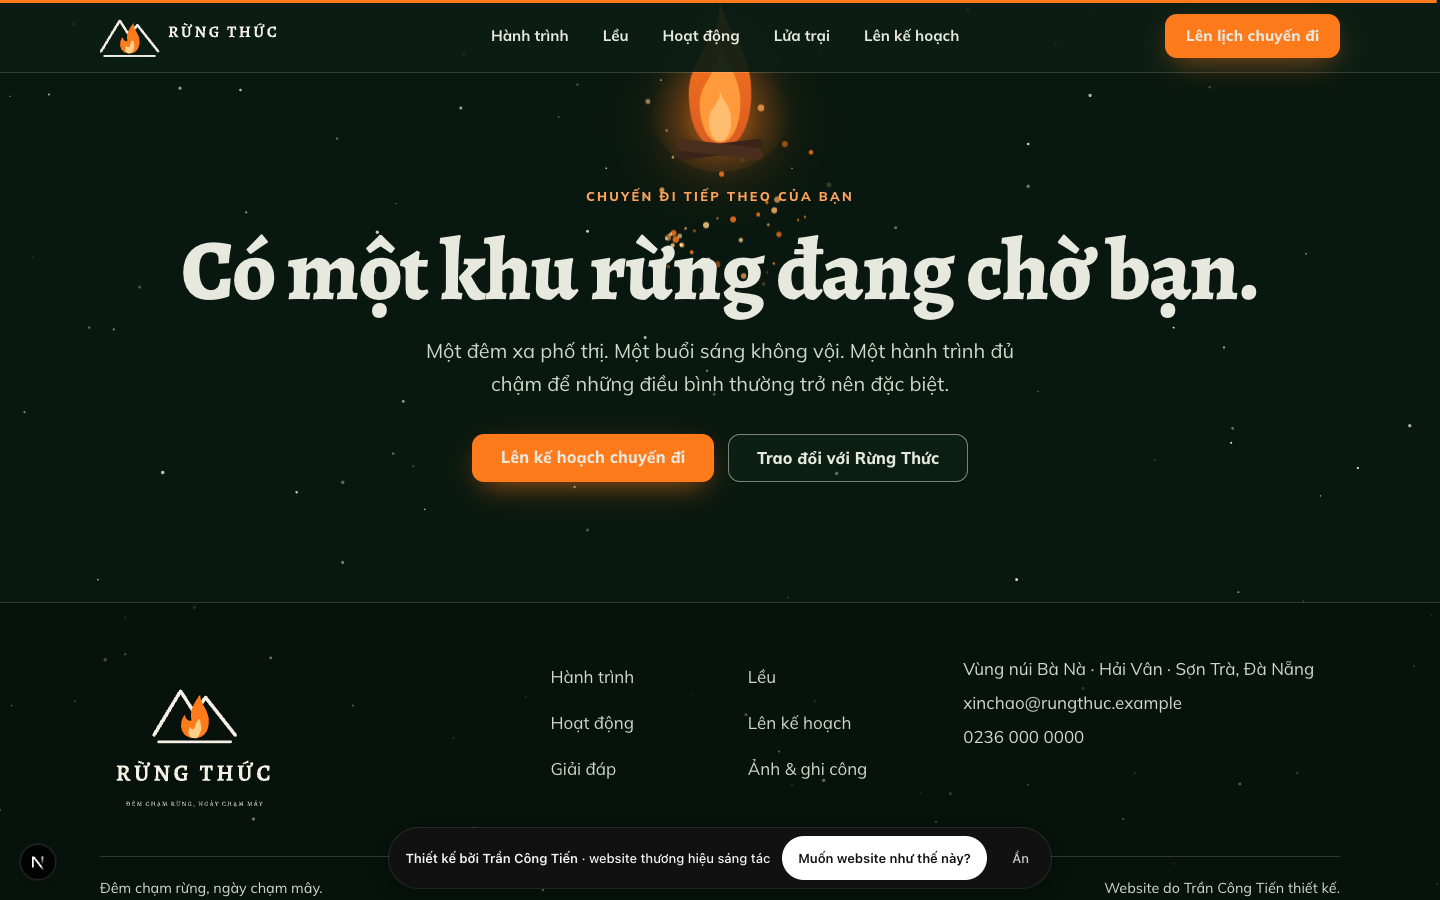 RỪNG THỨC
Hành trình
Lều
Hoạt động
Lửa trại
Lên kế hoạch
Lên lịch chuyến đi
CHUYẾN ĐI TIẾP THEO CỦA BẠN
Có một khu rừng đang chờ bạn.
Một đêm xa phố thị. Một buổi sáng không vội. Một hành trình đủ
chậm để những điều bình thường trở nên đặc biệt.
Lên kế hoạch chuyến đi
Trao đổi với Rừng Thức
RỪNG THỨC
ĐÊM CHẠM RỪNG, NGÀY CHẠM MÂY
Hành trình
Lều
Hoạt động
Lên kế hoạch
Giải đáp
Ảnh & ghi công
Vùng núi Bà Nà · Hải Vân · Sơn Trà, Đà Nẵng
xinchao@rungthuc.example
0236 000 0000
Thiết kế bởi Trần Công Tiến · website thương hiệu sáng tác
Muốn website như thế này?
Ẩn
Đêm chạm rừng, ngày chạm mây.
Website do Trần Công Tiến thiết kế.
N